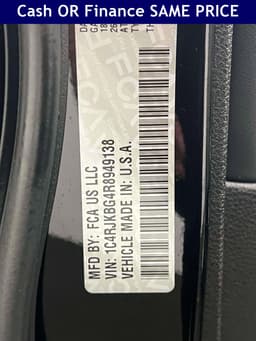 Cash OR Finance SAME PRICE
MFD BY: FCA US LLC
VIN: 1C4RJKBG4R8949138
VEHICLE MADE IN: U.S.A.